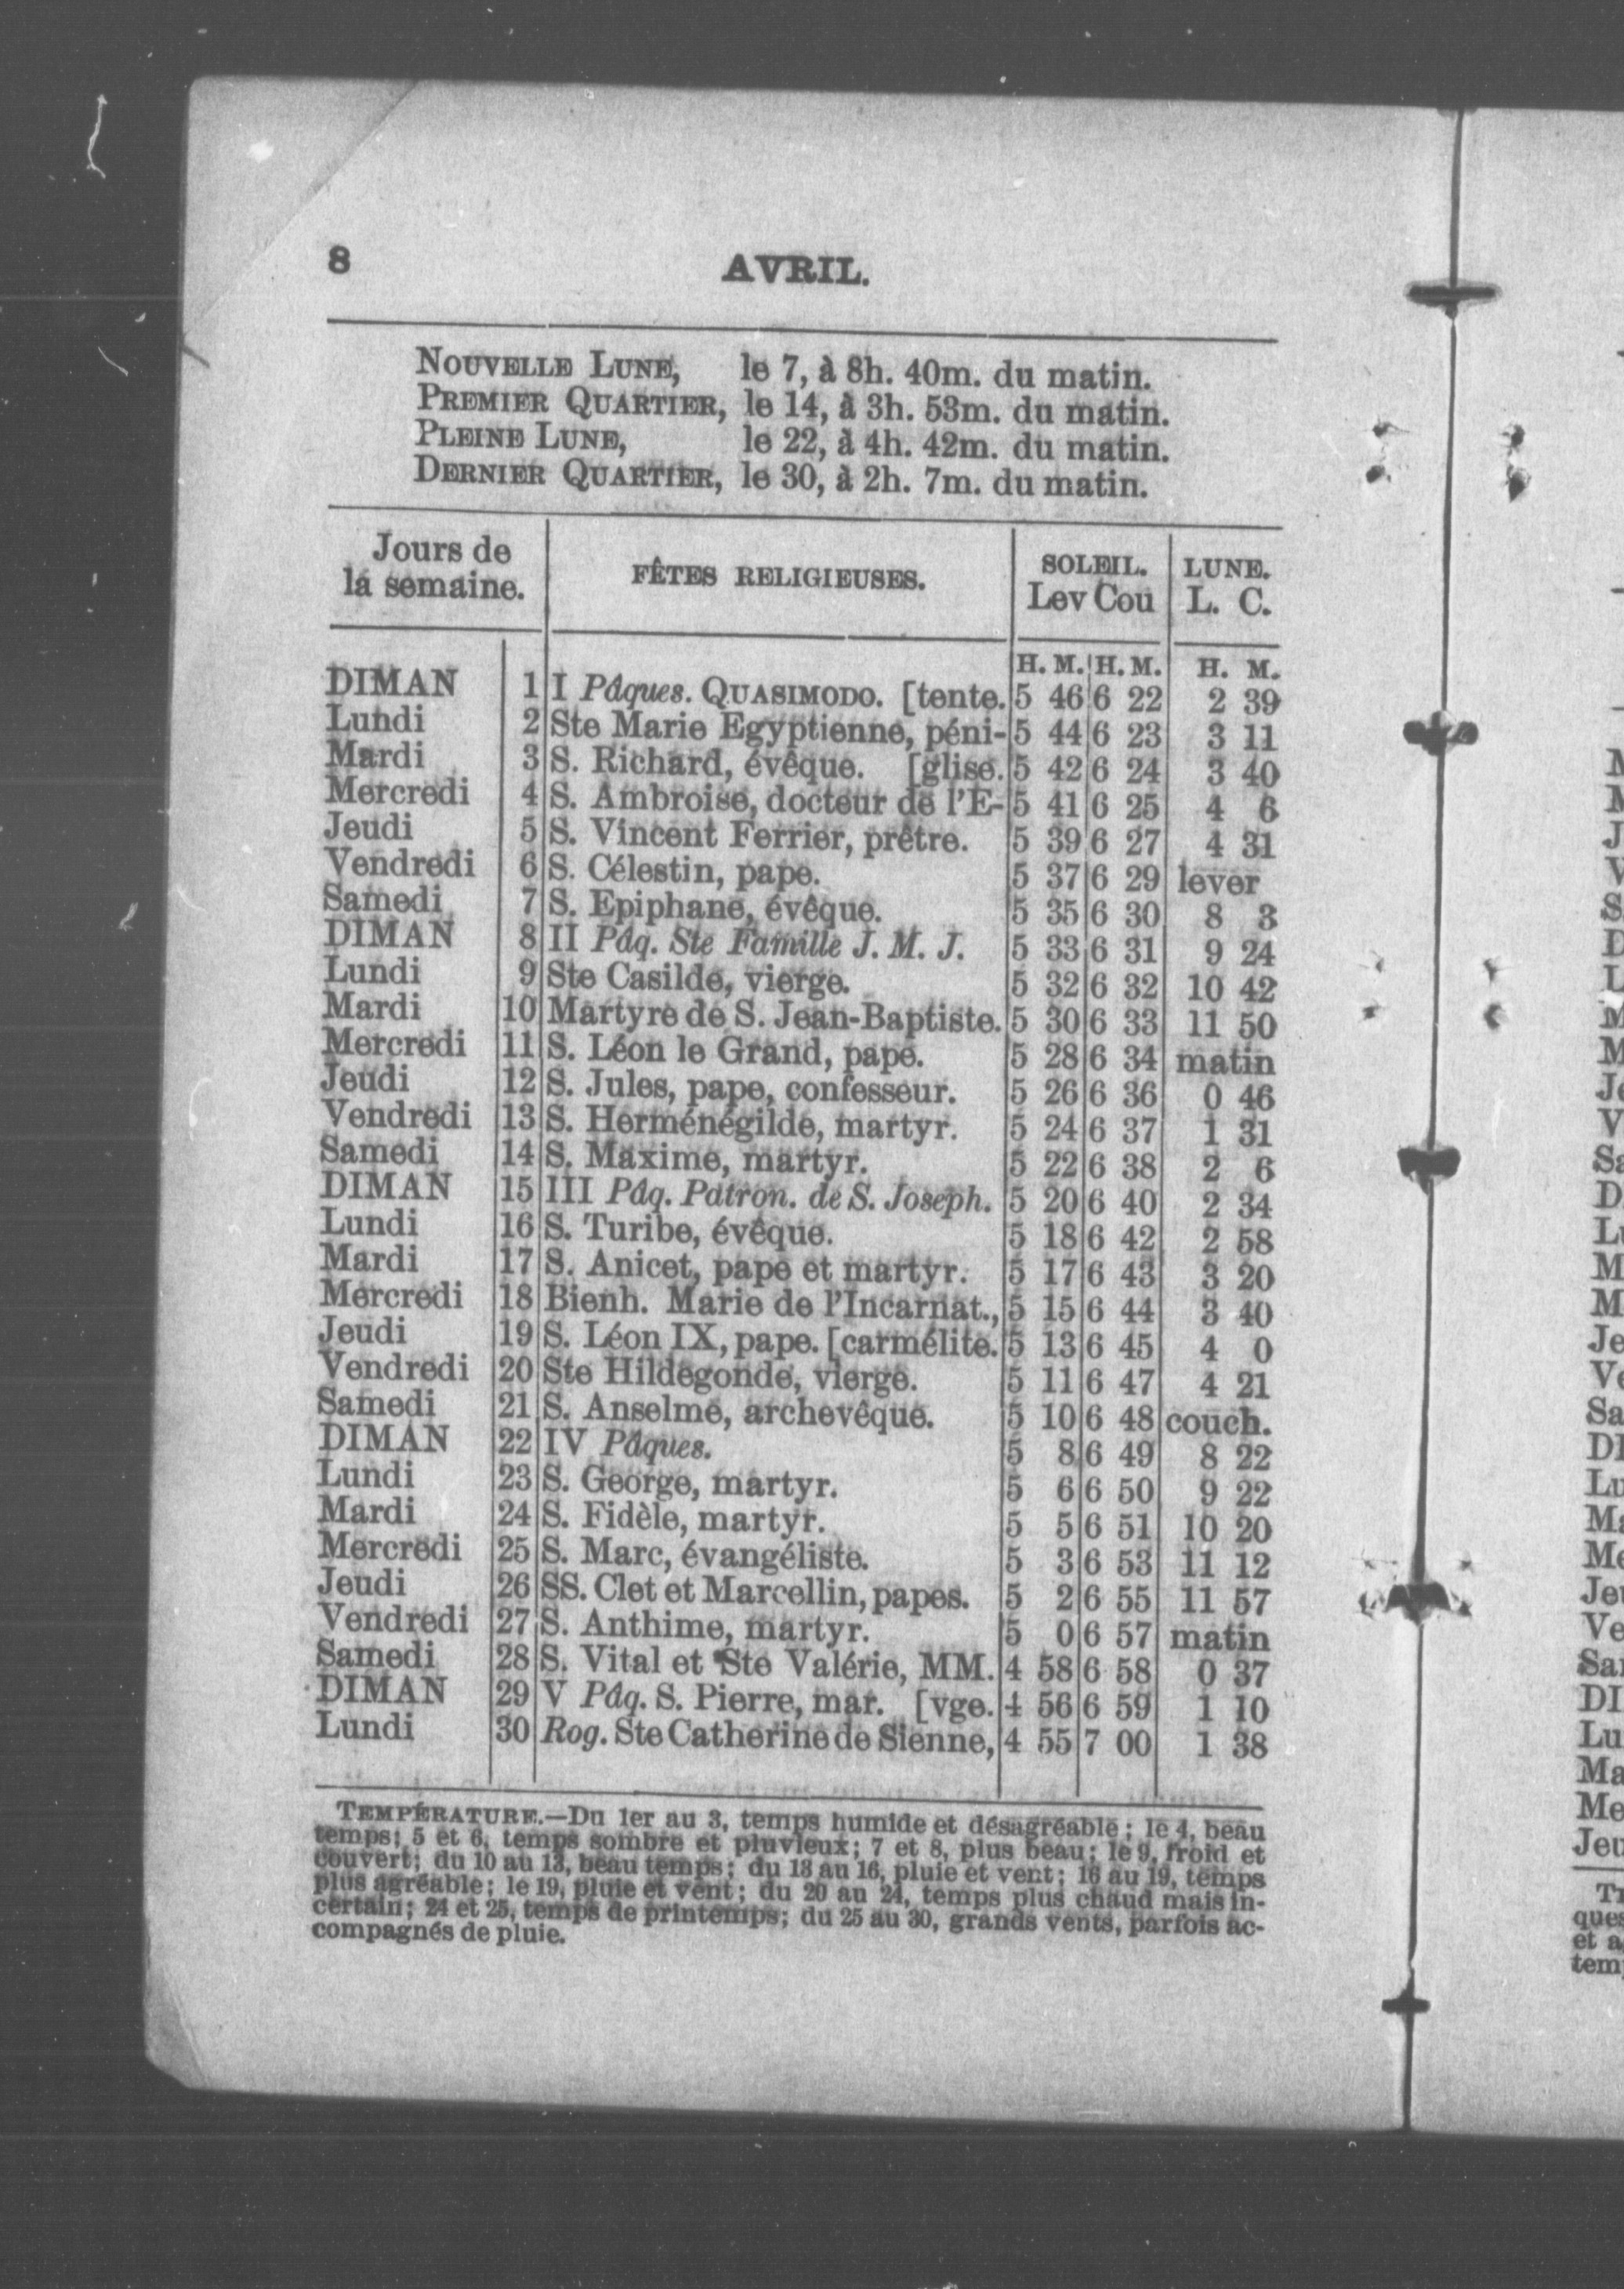 8
AVRIL.
NOUVELLE LUNE, le 7, à 8h. 40m. du matin.
PREMIER QUARTIER, le 14, à 3h. 53m. du matin.
PLEINE LUNE, le 22, à 4h. 42m. du matin.
DERNIER QUARTIER, le 30, à 2h. 7m. du matin.
Jours de la semaine. FÊTES RELIGIEUSES. SOLEIL. LUNE.
Lev Cou L. C.
H. M. H. M. H. M.
DIMAN 1 I Pâques. QUASIMODO. [tente. 5 46 6 22 2 39
Lundi 2 Ste Marie Egyptienne, péni- 5 44 6 23 3 11
Mardi 3 S. Richard, évêque. [glise. 5 42 6 24 3 40
Mercredi 4 S. Ambroise, docteur de l'E- 5 41 6 25 4 6
Jeudi 5 S. Vincent Ferrier, prêtre. 5 39 6 27 4 31
Vendredi 6 S. Célestin, pape. 5 37 6 29 lever
Samedi 7 S. Epiphane, évêque. 5 35 6 30 8 3
DIMAN 8 II Pâq. Ste Famille J. M. J. 5 33 6 31 9 24
Lundi 9 Ste Casilde, vierge. 5 32 6 32 10 42
Mardi 10 Martyre de S. Jean-Baptiste. 5 30 6 33 11 50
Mercredi 11 S. Léon le Grand, pape. 5 28 6 34 matin
Jeudi 12 S. Jules, pape, confesseur. 5 26 6 36 0 46
Vendredi 13 S. Herménégilde, martyr. 5 24 6 37 1 31
Samedi 14 S. Maxime, martyr. 5 22 6 38 2 6
DIMAN 15 III Pâq. Patron. de S. Joseph. 5 20 6 40 2 34
Lundi 16 S. Turibe, évêque. 5 18 6 42 2 58
Mardi 17 S. Anicet, pape et martyr. 5 17 6 43 3 20
Mercredi 18 Bienh. Marie de l'Incarnat., 5 15 6 44 3 40
Jeudi 19 S. Léon IX, pape. [carmélite. 5 13 6 45 4 0
Vendredi 20 Ste Hildegonde, vierge. 5 11 6 47 4 21
Samedi 21 S. Anselme, archevêque. 5 10 6 48 couch.
DIMAN 22 IV Pâques. 5 8 6 49 8 22
Lundi 23 S. George, martyr. 5 6 6 50 9 22
Mardi 24 S. Fidèle, martyr. 5 5 6 51 10 20
Mercredi 25 S. Marc, évangéliste. 5 3 6 53 11 12
Jeudi 26 SS. Clet et Marcellin, papes. 5 2 6 55 11 57
Vendredi 27 S. Anthime, martyr. 5 0 6 57 matin
Samedi 28 S. Vital et Ste Valérie, MM. 4 58 6 58 0 37
DIMAN 29 V Pâq. S. Pierre, mar. [vge. 4 56 6 59 1 10
Lundi 30 Rog. Ste Catherine de Sienne, 4 55 7 00 1 38
TEMPÉRATURE.—Du 1er au 3, temps humide et désagréable; le 4, beau
temps; 5 et 6, temps sombre et pluvieux; 7 et 8, plus beau; le 9, froid et
couvert; du 10 au 13, beau temps; du 13 au 16, pluie et vent; 16 au 19, temps
plus agréable; le 19, pluie et vent; du 20 au 24, temps plus chaud mais in-
certain; 24 et 25, temps de printemps; du 25 au 30, grands vents, parfois ac-
compagnés de pluie.